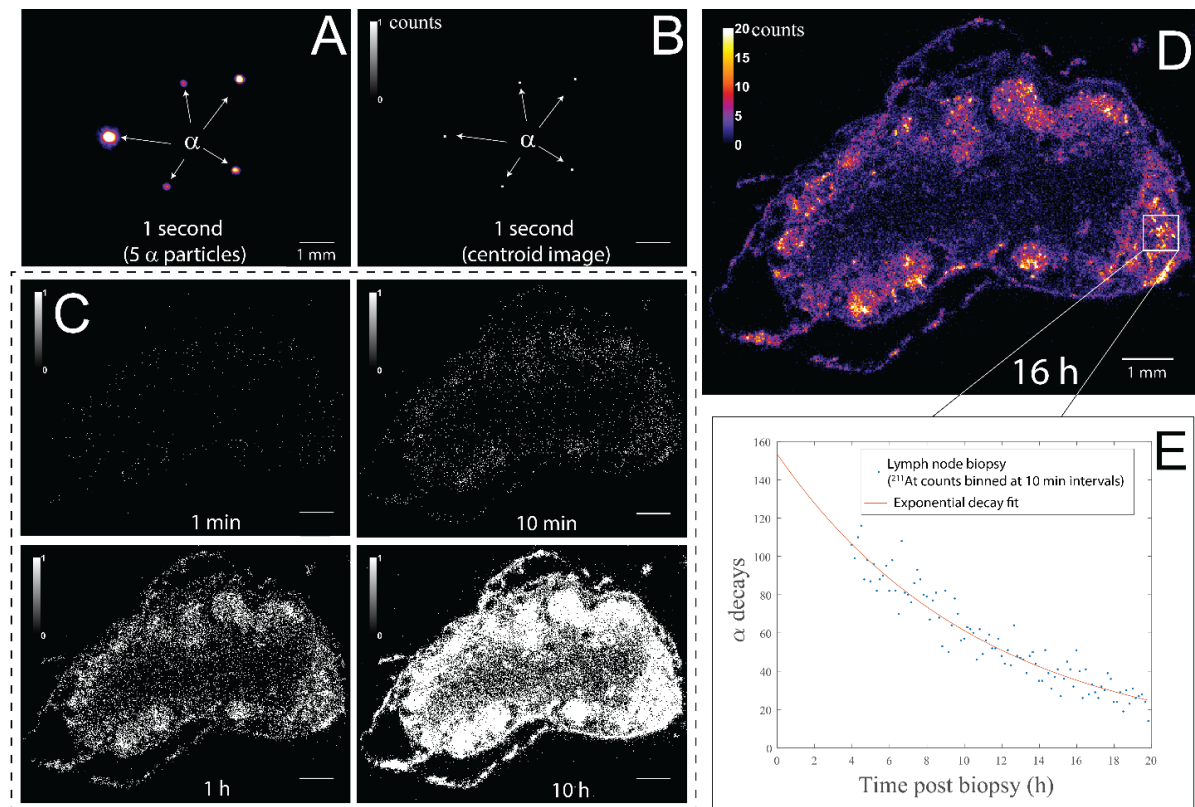 A
α
1 second
(5 α particles)
1 mm
B
counts
1
0
α
1 second
(centroid image)
C
1
0
1 min
1
0
10 min
1
0
1 h
1
0
10 h
D
20
15
10
5
0
counts
16 h
1 mm
E
160
140
120
100
80
60
40
20
0
α decays
Lymph node biopsy
(²¹¹At counts binned at 10 min intervals)
Exponential decay fit
0 2 4 6 8 10 12 14 16 18 20
Time post biopsy (h)